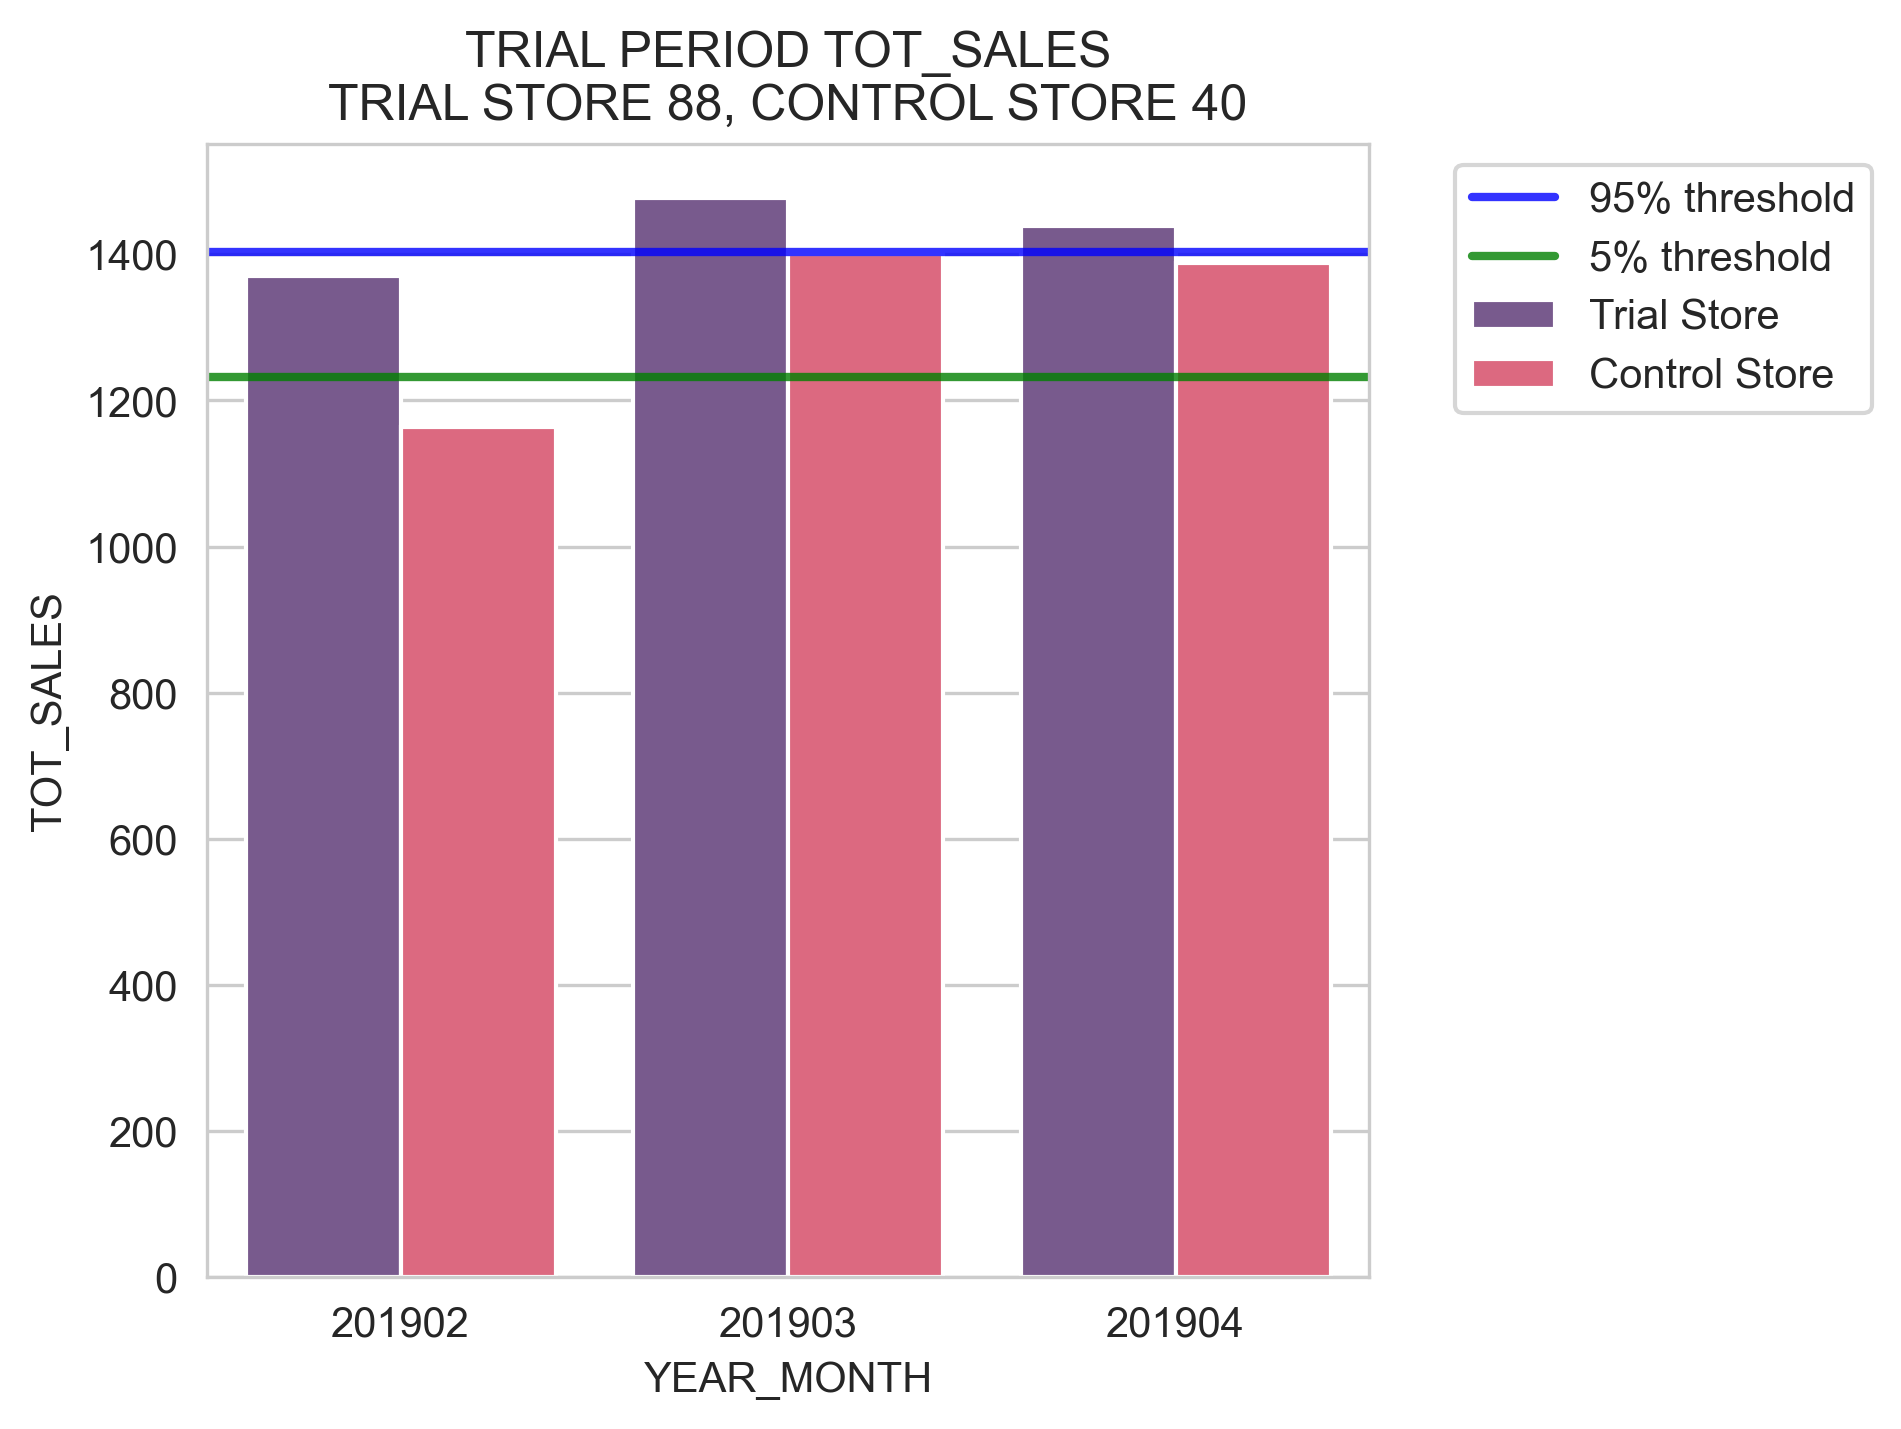 TRIAL PERIOD TOT_SALES
TRIAL STORE 88, CONTROL STORE 40
95% threshold
5% threshold
Trial Store
Control Store
1400
1200
1000
800
600
400
200
0
TOT_SALES
201902 201903 201904
YEAR_MONTH